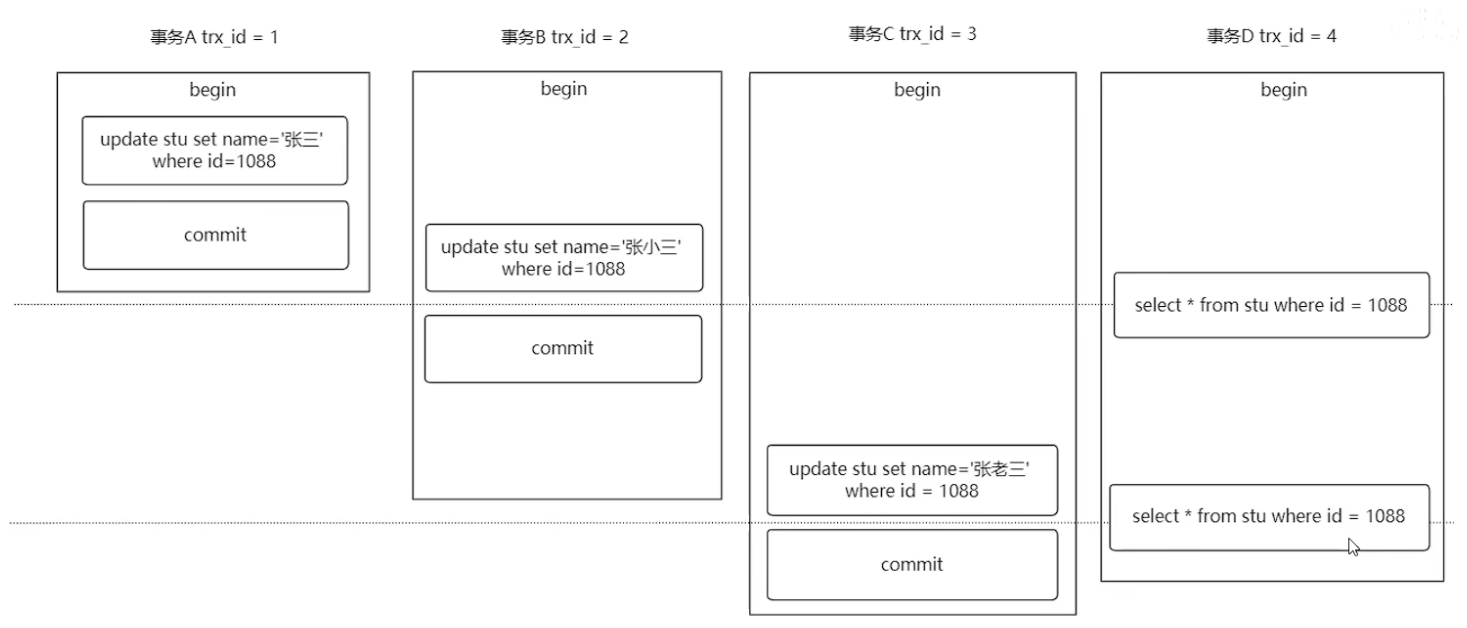 事务A trx_id = 1
begin
update stu set name='张三'
where id=1088
commit
事务B trx_id = 2
begin
update stu set name='张小三'
where id=1088
commit
事务C trx_id = 3
begin
update stu set name='张老三'
where id = 1088
commit
事务D trx_id = 4
begin
select * from stu where id = 1088
select * from stu where id = 1088